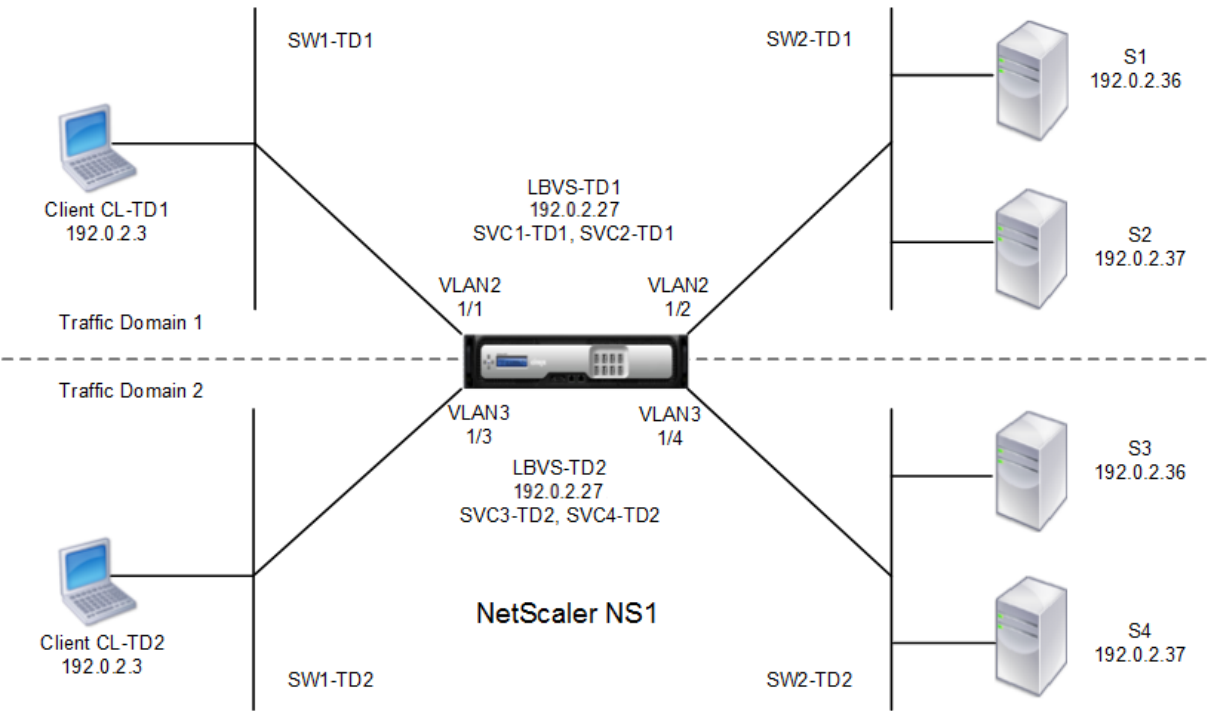 SW1-TD1
SW2-TD1
S1
192.0.2.36
Client CL-TD1
192.0.2.3
LBVS-TD1
192.0.2.27
SVC1-TD1, SVC2-TD1
S2
192.0.2.37
VLAN2
1/1
VLAN2
1/2
Traffic Domain 1
Traffic Domain 2
VLAN3
1/3
VLAN3
1/4
LBVS-TD2
192.0.2.27
SVC3-TD2, SVC4-TD2
S3
192.0.2.36
Client CL-TD2
192.0.2.3
NetScaler NS1
S4
192.0.2.37
SW1-TD2
SW2-TD2